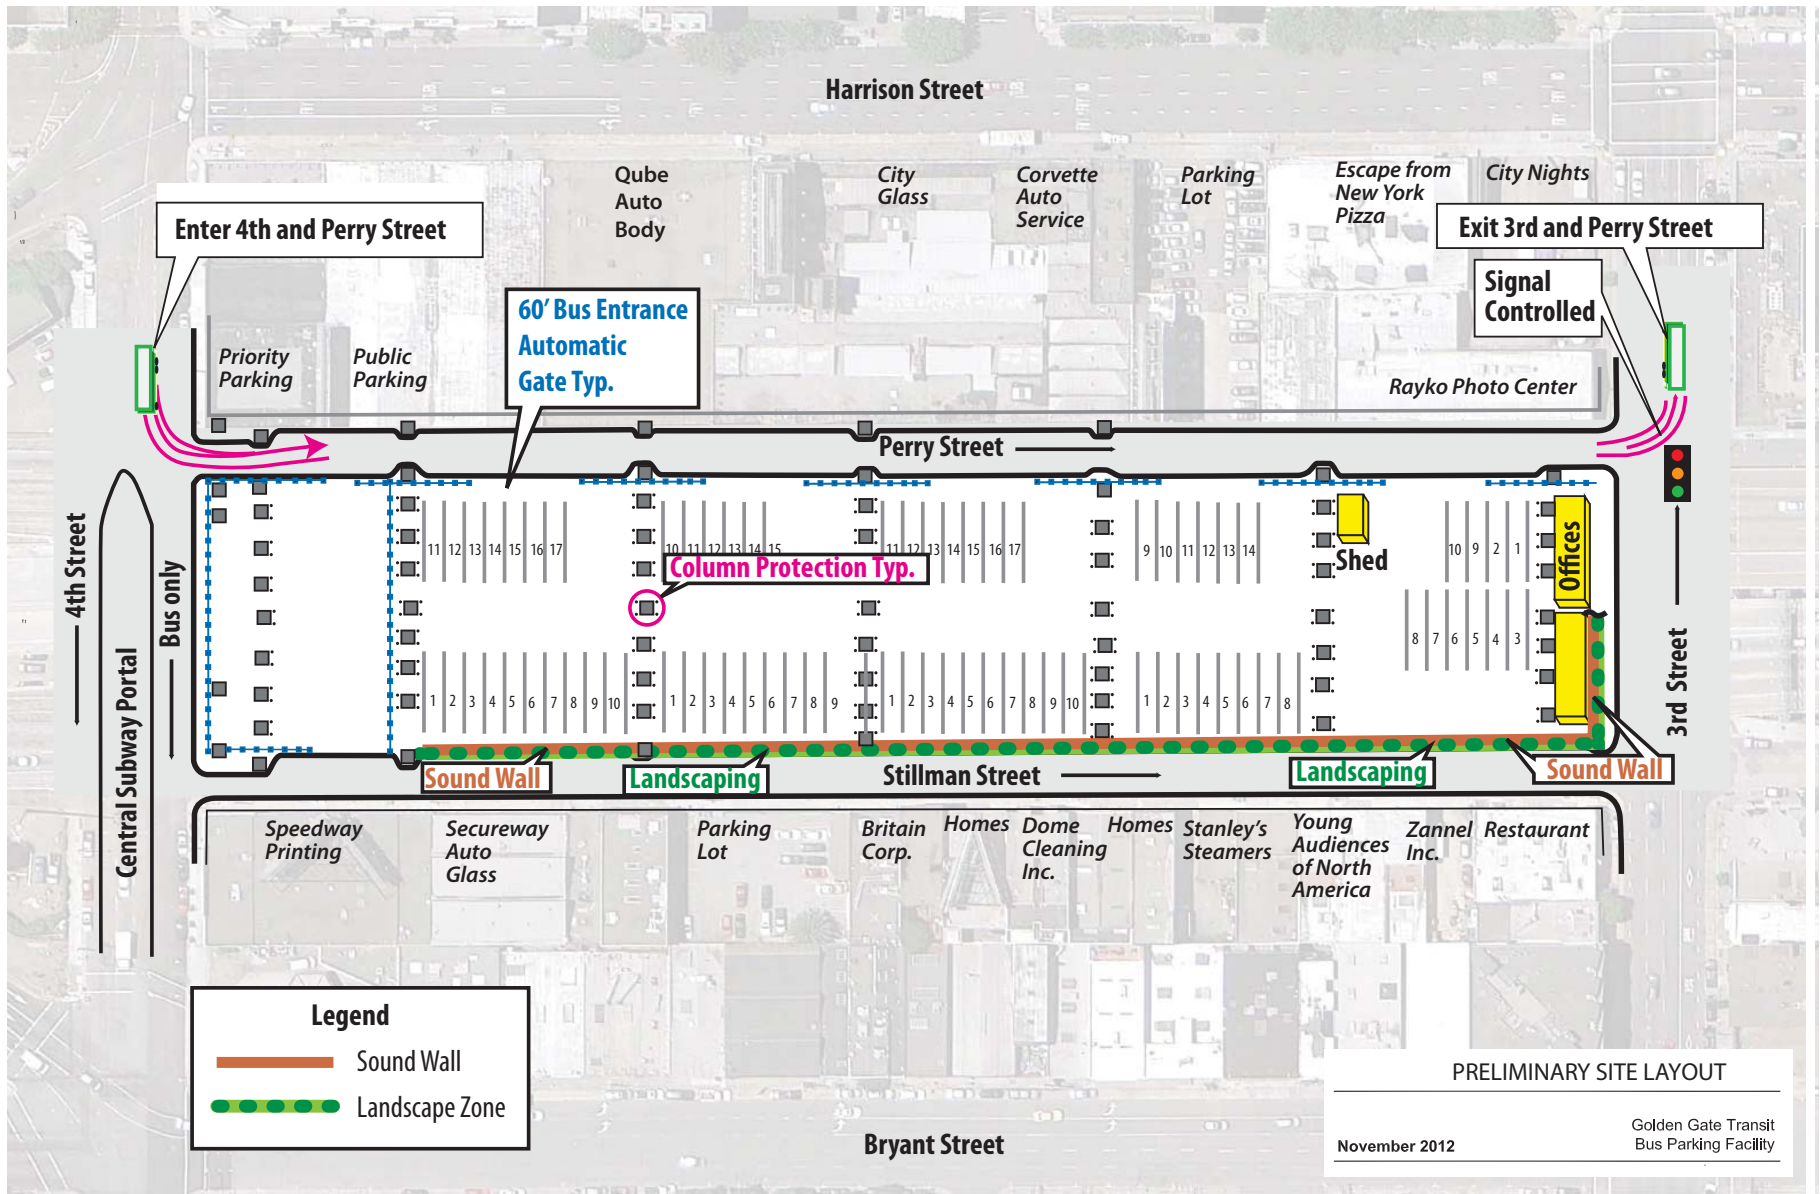 Harrison Street
Qube
Auto
Body
City
Glass
Corvette
Auto
Service
Parking
Lot
Escape from
New York
Pizza
City Nights
Enter 4th and Perry Street
Exit 3rd and Perry Street
Signal
Controlled
60' Bus Entrance
Automatic
Gate Typ.
Priority
Parking
Public
Parking
Rayko Photo Center
Perry Street
4th Street
Central Subway Portal
Bus only
11 12 13 14 15 16 17
10 11 12 13 14 15
11 12 13 14 15 16 17
9 10 11 12 13 14
10 9 2 1
Column Protection Typ.
Shed
Offices
8 7 6 5 4 3
1 2 3 4 5 6 7 8 9 10
1 2 3 4 5 6 7 8 9
1 2 3 4 5 6 7 8 9 10
1 2 3 4 5 6 7 8
3rd Street
Sound Wall
Landscaping
Stillman Street
Landscaping
Sound Wall
Speedway
Printing
Secureway
Auto
Glass
Parking
Lot
Britain
Corp.
Homes
Dome
Cleaning
Inc.
Homes
Stanley's
Steamers
Young
Audiences
of North
America
Zannel
Inc.
Restaurant
Legend
Sound Wall
Landscape Zone
Bryant Street
PRELIMINARY SITE LAYOUT
November 2012
Golden Gate Transit
Bus Parking Facility